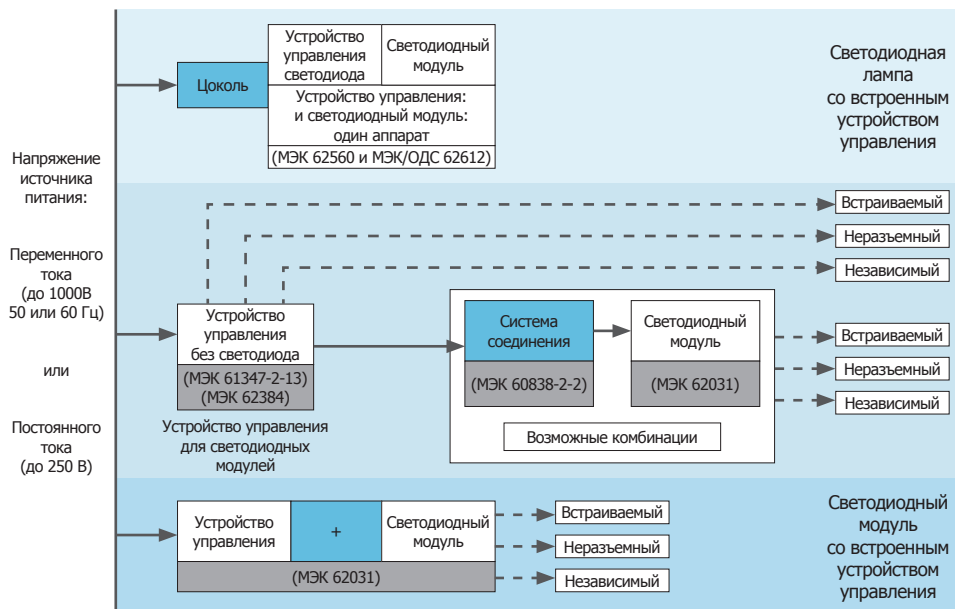 Напряжение
источника
питания:
Переменного
тока
(до 1000В
50 или 60 Гц)
или
Постоянного
тока
(до 250 В)
Цоколь
Устройство
управления
светодиода
Светодиодный
модуль
Устройство управления:
и светодиодный модуль:
один аппарат
(МЭК 62560 и МЭК/ОДС 62612)
Светодиодная
лампа
со встроенным
устройством
управления
Встраиваемый
Неразъемный
Независимый
Устройство
управления
без светодиода
(МЭК 61347-2-13)
(МЭК 62384)
Устройство управления
для светодиодных
модулей
Система
соединения
(МЭК 60838-2-2)
Светодиодный
модуль
(МЭК 62031)
Возможные комбинации
Встраиваемый
Неразъемный
Независимый
Устройство
управления
+
Светодиодный
модуль
(МЭК 62031)
Встраиваемый
Неразъемный
Независимый
Светодиодный
модуль
со встроенным
устройством
управления